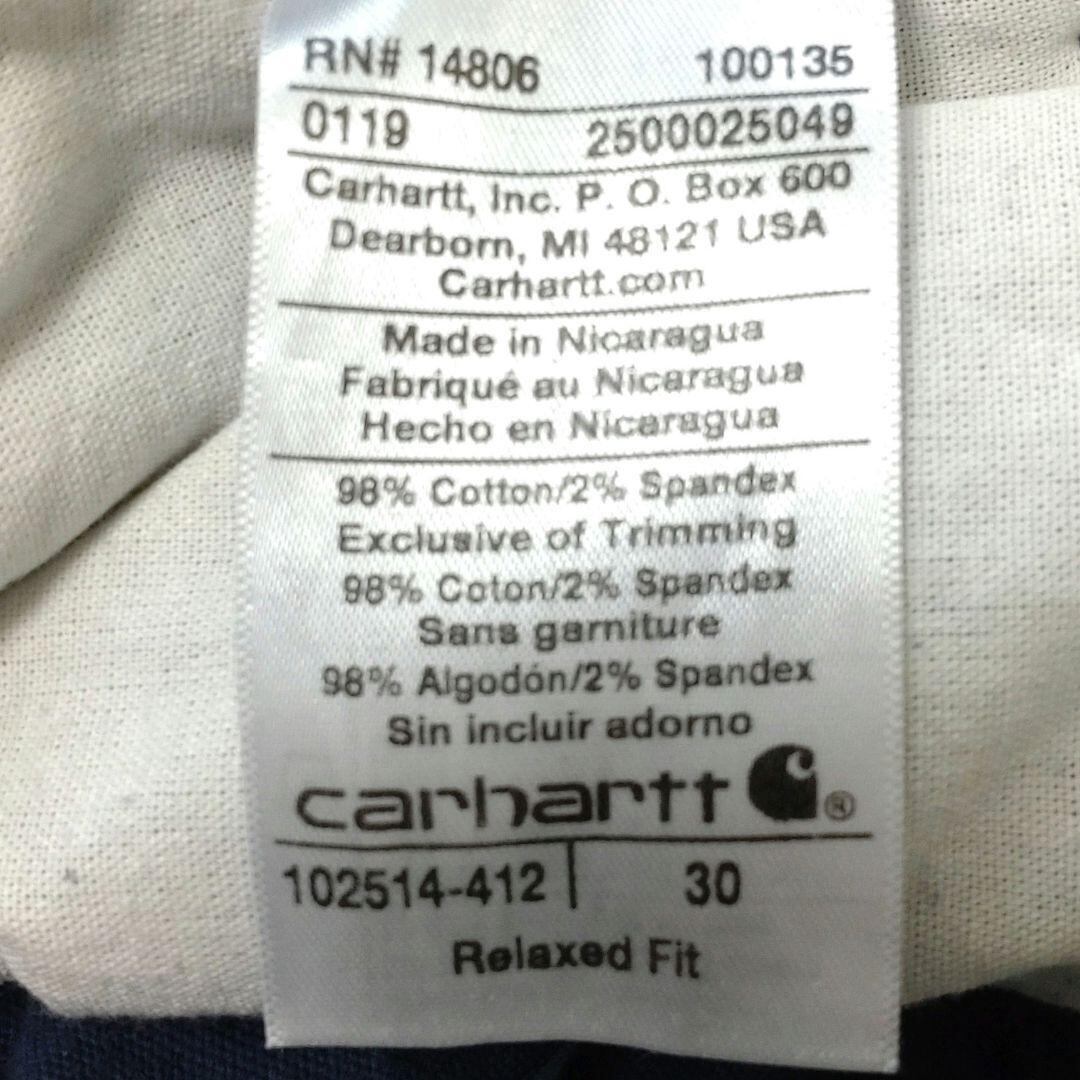 RN# 14806 100135
0119 2500025049
Carhartt, Inc. P. O. Box 600
Dearborn, MI 48121 USA
Carhartt.com
Made in Nicaragua
Fabriqué au Nicaragua
Hecho en Nicaragua
98% Cotton/2% Spandex
Exclusive of Trimming
98% Coton/2% Spandex
Sans garniture
98% Algodón/2% Spandex
Sin incluir adorno
carhartt ®
102514-412 | 30
Relaxed Fit